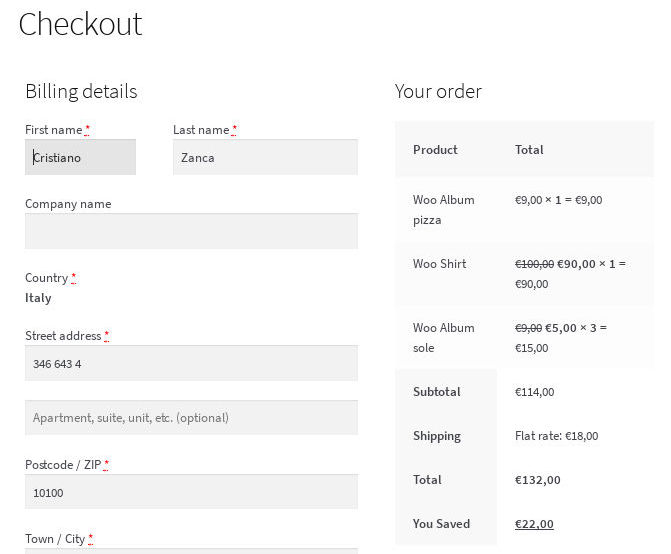 Checkout
Billing details
First name *
Last name *
Cristiano
Zanca
Company name
Country *
Italy
Street address *
346 643 4
Apartment, suite, unit, etc. (optional)
Postcode / ZIP *
10100
Town / City *
Your order
Product Total
Woo Album
pizza
€9,00 × 1 = €9,00
Woo Shirt
€100,00 €90,00 × 1 =
€90,00
Woo Album
sole
€9,00 €5,00 × 3 =
€15,00
Subtotal €114,00
Shipping Flat rate: €18,00
Total €132,00
You Saved €22,00